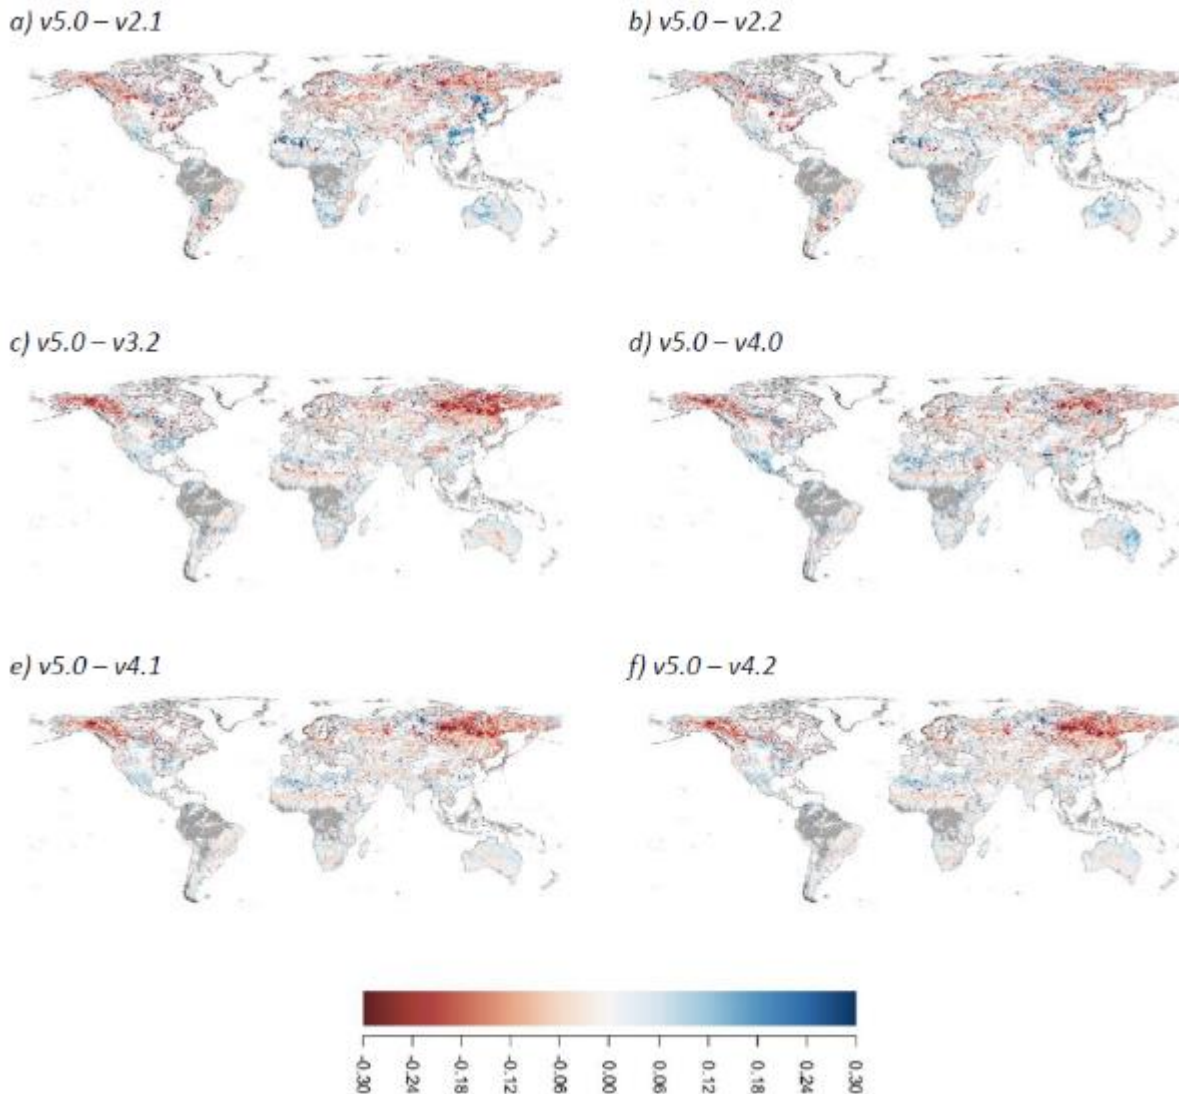 a) v5.0 – v2.1
b) v5.0 – v2.2
c) v5.0 – v3.2
d) v5.0 – v4.0
e) v5.0 – v4.1
f) v5.0 – v4.2
-0.30 -0.24 -0.18 -0.12 -0.06 0.00 0.06 0.12 0.18 0.24 0.30